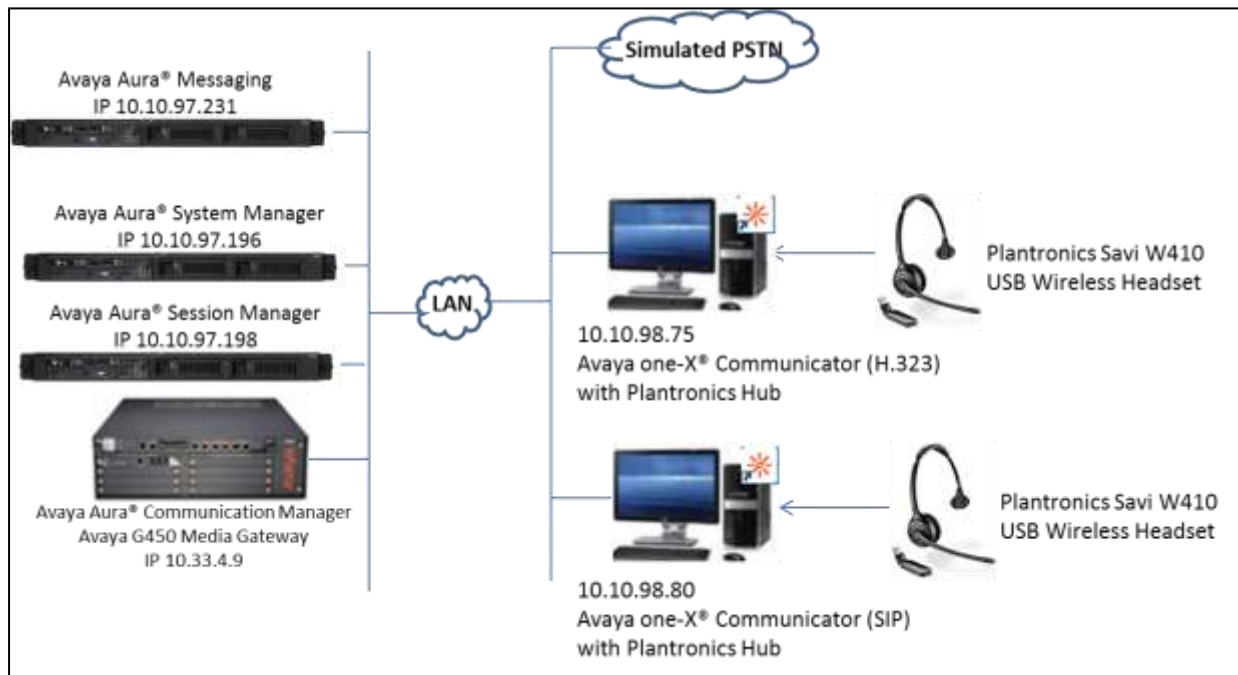 Avaya Aura® Messaging
IP 10.10.97.231
Avaya Aura® System Manager
IP 10.10.97.196
Avaya Aura® Session Manager
IP 10.10.97.198
Avaya Aura® Communication Manager
Avaya G450 Media Gateway
IP 10.33.4.9
LAN
Simulated PSTN
10.10.98.75
Avaya one-X® Communicator (H.323)
with Plantronics Hub
Plantronics Savi W410
USB Wireless Headset
10.10.98.80
Avaya one-X® Communicator (SIP)
with Plantronics Hub
Plantronics Savi W410
USB Wireless Headset